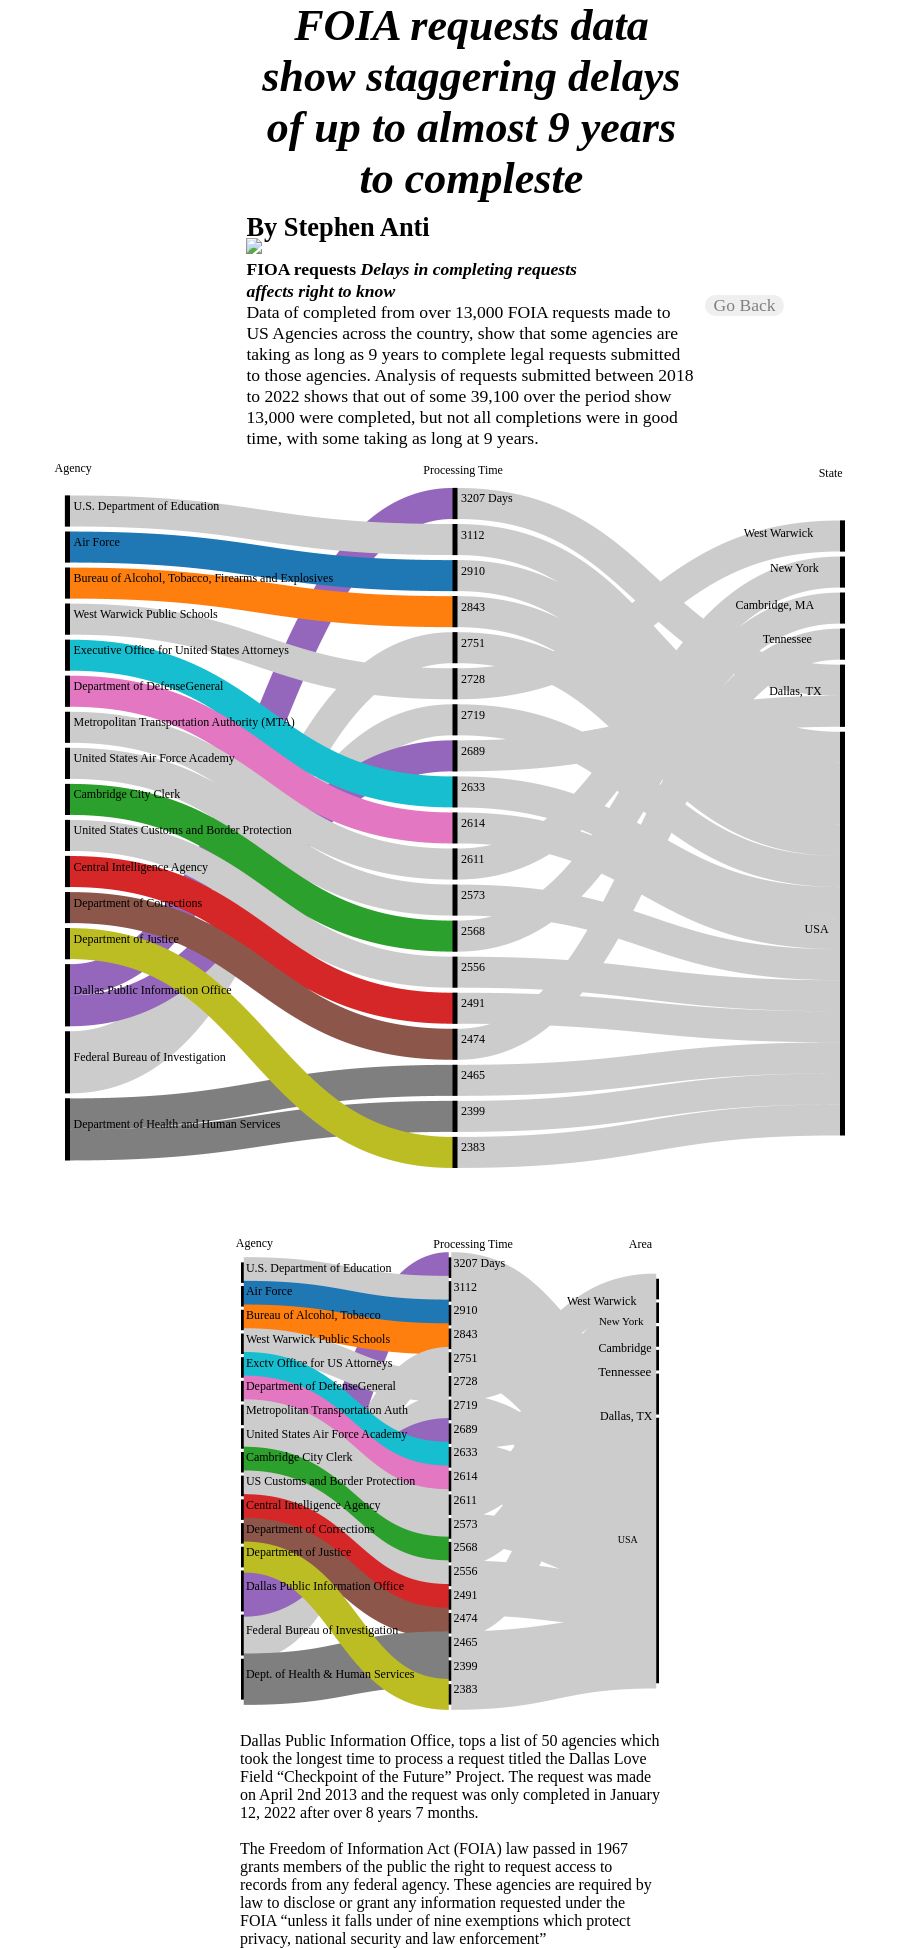 FOIA requests data
show staggering delays
of up to almost 9 years
to compleste
By Stephen Anti
FIOA requests Delays in completing requests
affects right to know
Go Back
Data of completed from over 13,000 FOIA requests made to
US Agencies across the country, show that some agencies are
taking as long as 9 years to complete legal requests submitted
to those agencies. Analysis of requests submitted between 2018
to 2022 shows that out of some 39,100 over the period show
13,000 were completed, but not all completions were in good
time, with some taking as long at 9 years.
Agency
U.S. Department of Education
Air Force
Bureau of Alcohol, Tobacco, Firearms and Explosives
West Warwick Public Schools
Executive Office for United States Attorneys
Department of DefenseGeneral
Metropolitan Transportation Authority (MTA)
United States Air Force Academy
Cambridge City Clerk
United States Customs and Border Protection
Central Intelligence Agency
Department of Corrections
Department of Justice
Dallas Public Information Office
Federal Bureau of Investigation
Department of Health and Human Services
Processing Time
3207 Days
3112
2910
2843
2751
2728
2719
2689
2633
2614
2611
2573
2568
2556
2491
2474
2465
2399
2383
State
West Warwick
New York
Cambridge, MA
Tennessee
Dallas, TX
USA
Agency
U.S. Department of Education
Air Force
Bureau of Alcohol, Tobacco
West Warwick Public Schools
Exctv Office for US Attorneys
Department of DefenseGeneral
Metropolitan Transportation Auth
United States Air Force Academy
Cambridge City Clerk
US Customs and Border Protection
Central Intelligence Agency
Department of Corrections
Department of Justice
Dallas Public Information Office
Federal Bureau of Investigation
Dept. of Health & Human Services
Processing Time
3207 Days
3112
2910
2843
2751
2728
2719
2689
2633
2614
2611
2573
2568
2556
2491
2474
2465
2399
2383
Area
West Warwick
New York
Cambridge
Tennessee
Dallas, TX
USA
Dallas Public Information Office, tops a list of 50 agencies which
took the longest time to process a request titled the Dallas Love
Field “Checkpoint of the Future” Project. The request was made
on April 2nd 2013 and the request was only completed in January
12, 2022 after over 8 years 7 months.
The Freedom of Information Act (FOIA) law passed in 1967
grants members of the public the right to request access to
records from any federal agency. These agencies are required by
law to disclose or grant any information requested under the
FOIA “unless it falls under of nine exemptions which protect
privacy, national security and law enforcement”